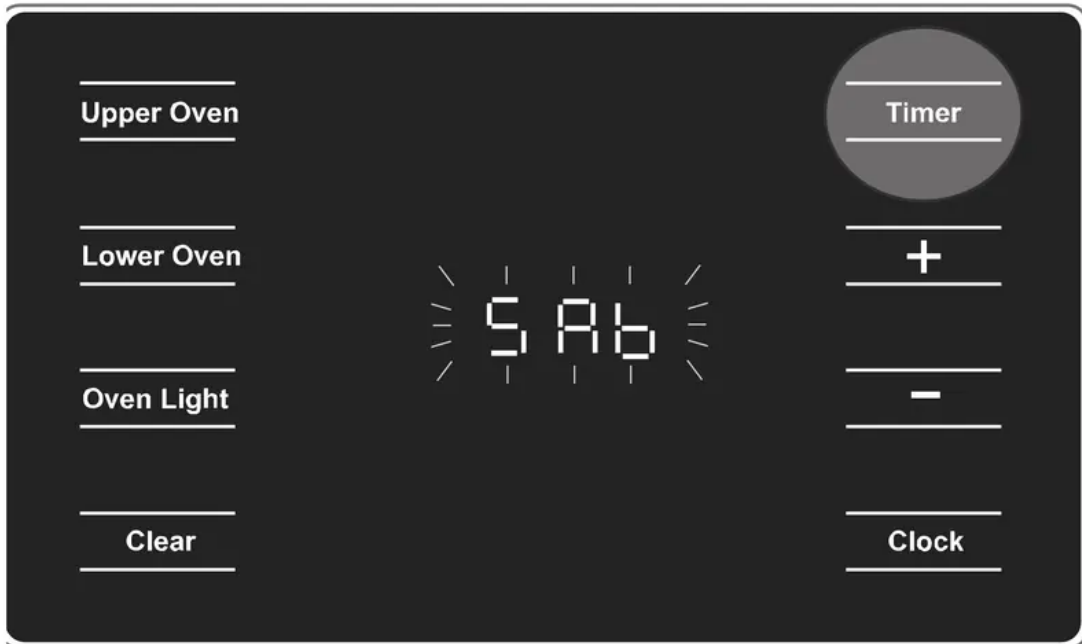 Upper Oven
Timer
Lower Oven
+
SAb
Oven Light
-
Clear
Clock